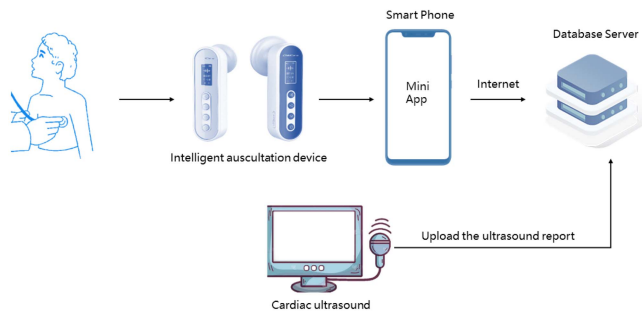 Smart Phone
Database Server
Mini
App
Internet
Intelligent auscultation device
Upload the ultrasound report
Cardiac ultrasound